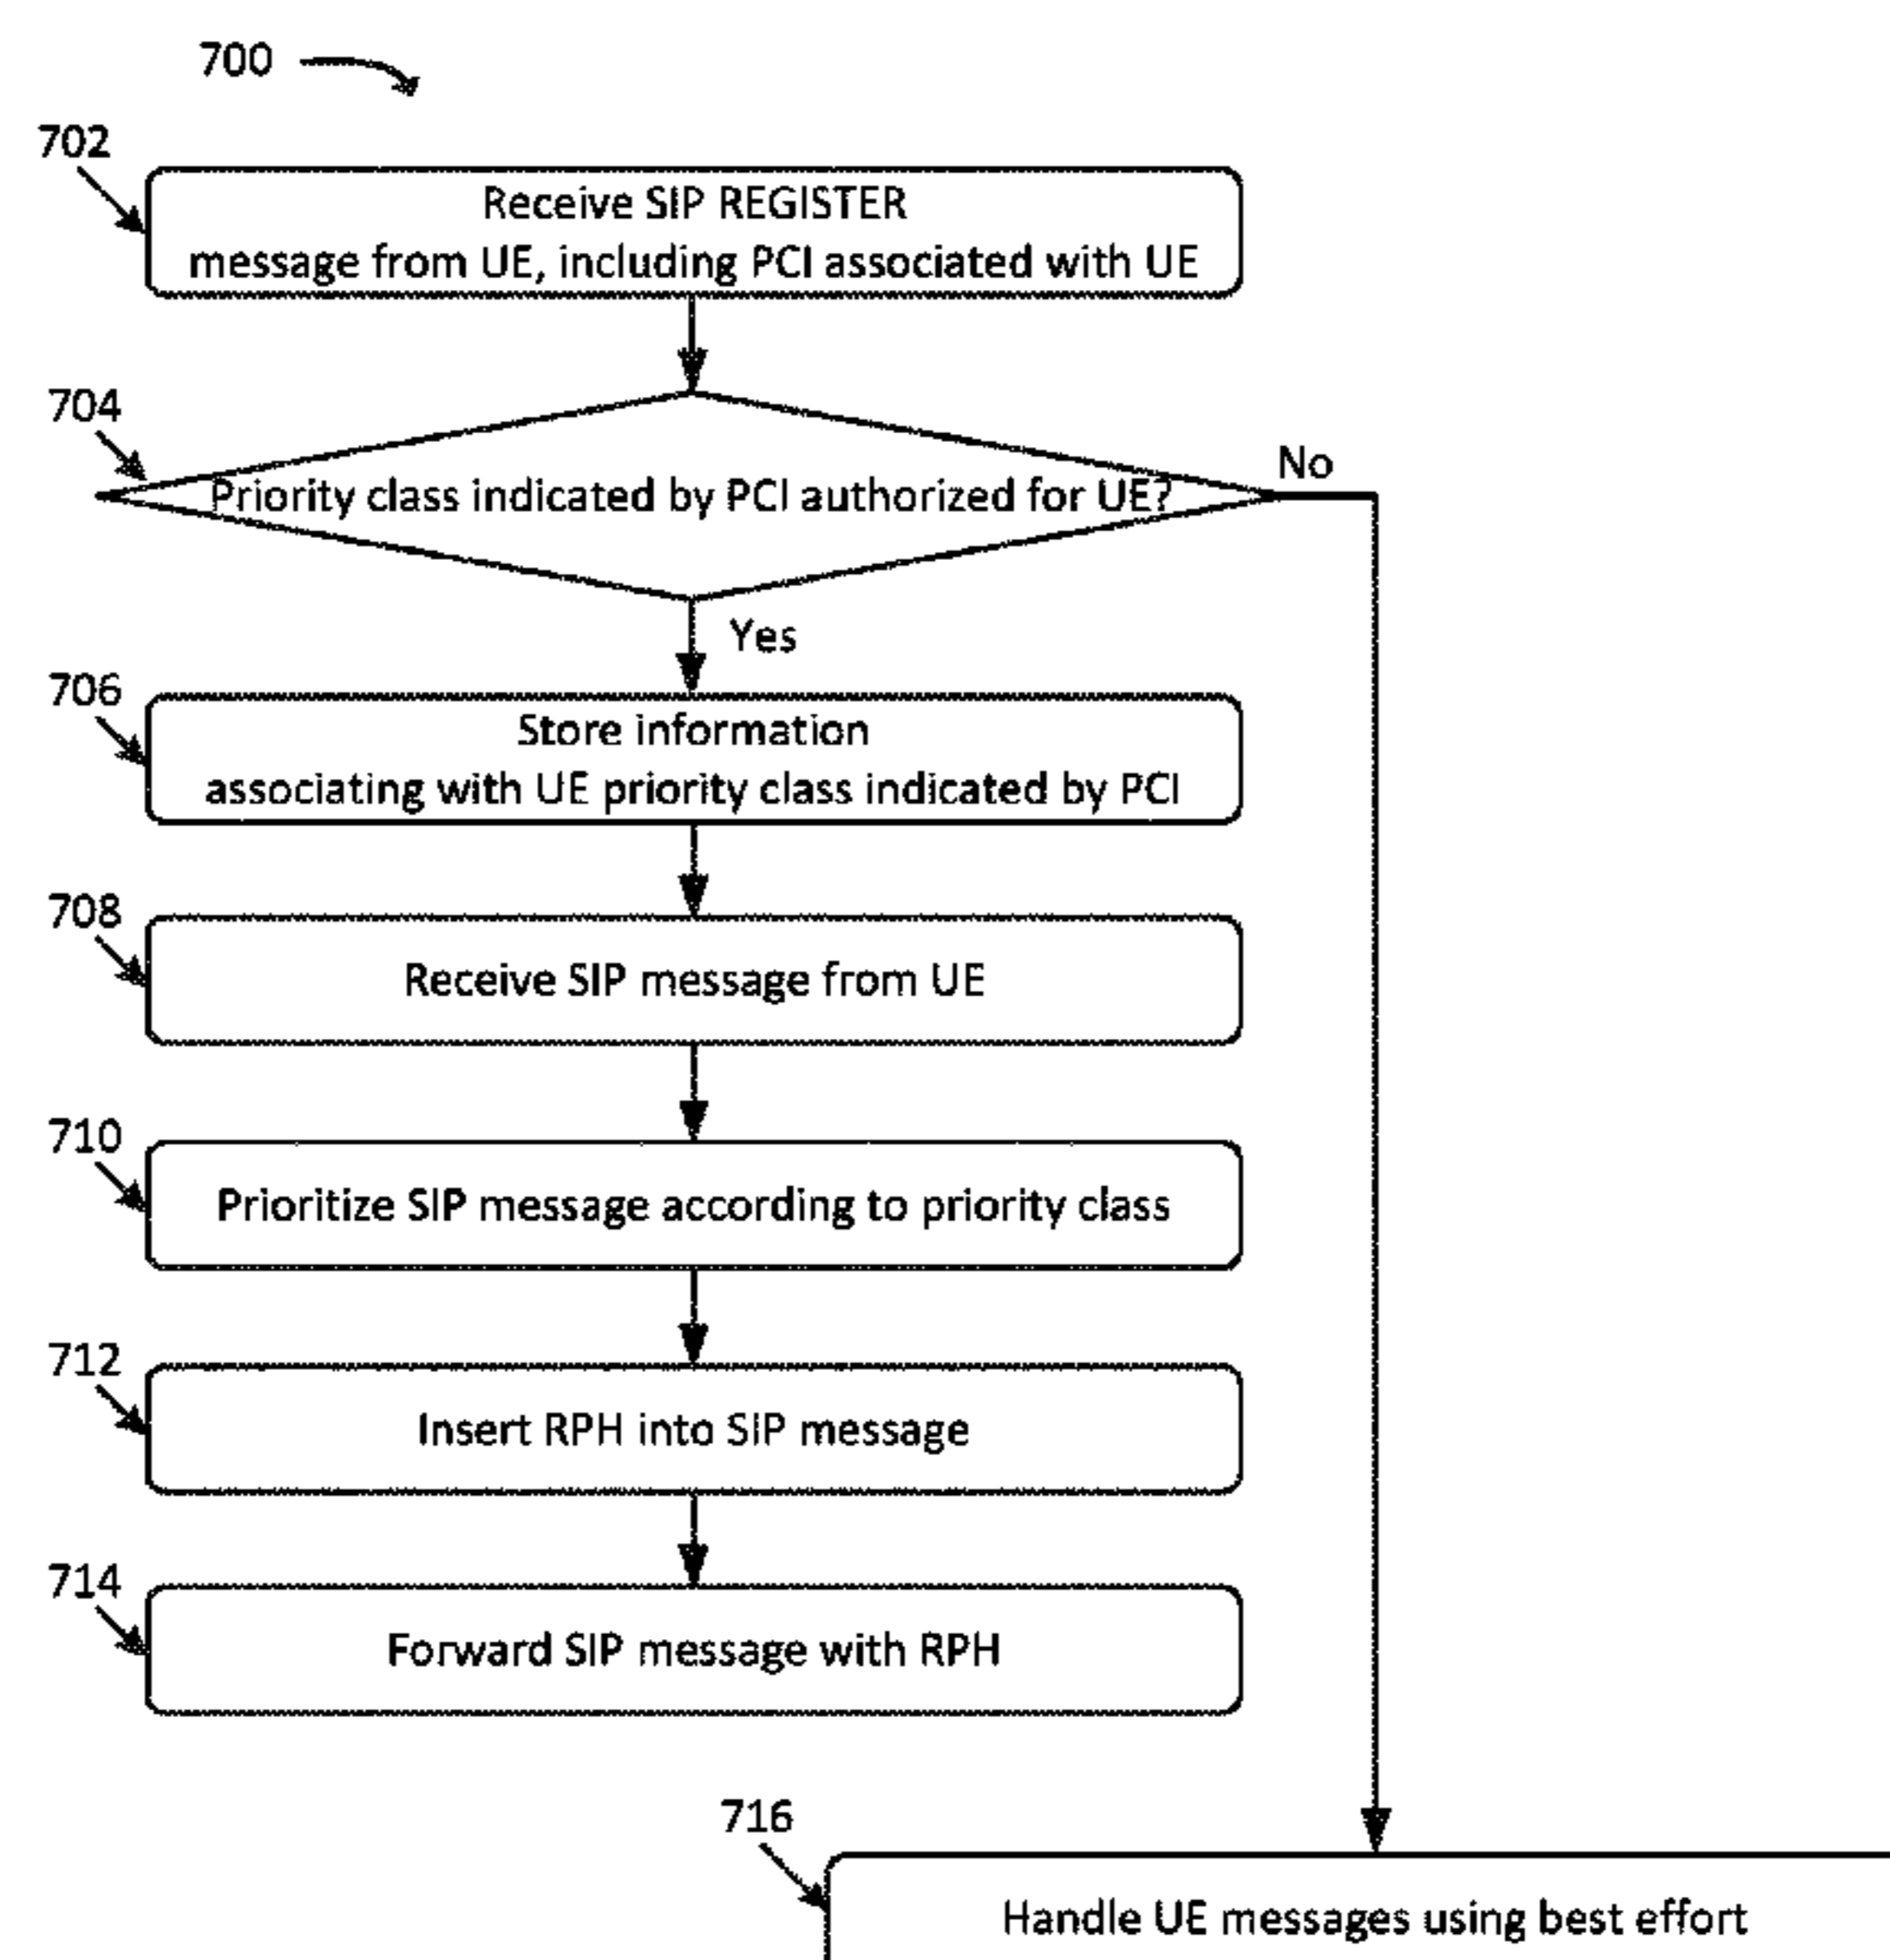 700
702
Receive SIP REGISTER
message from UE, including PCI associated with UE
704
Priority class indicated by PCI authorized for UE?
No
Yes
706
Store information
associating with UE priority class indicated by PCI
708
Receive SIP message from UE
710
Prioritize SIP message according to priority class
712
Insert RPH into SIP message
714
Forward SIP message with RPH
716
Handle UE messages using best effort